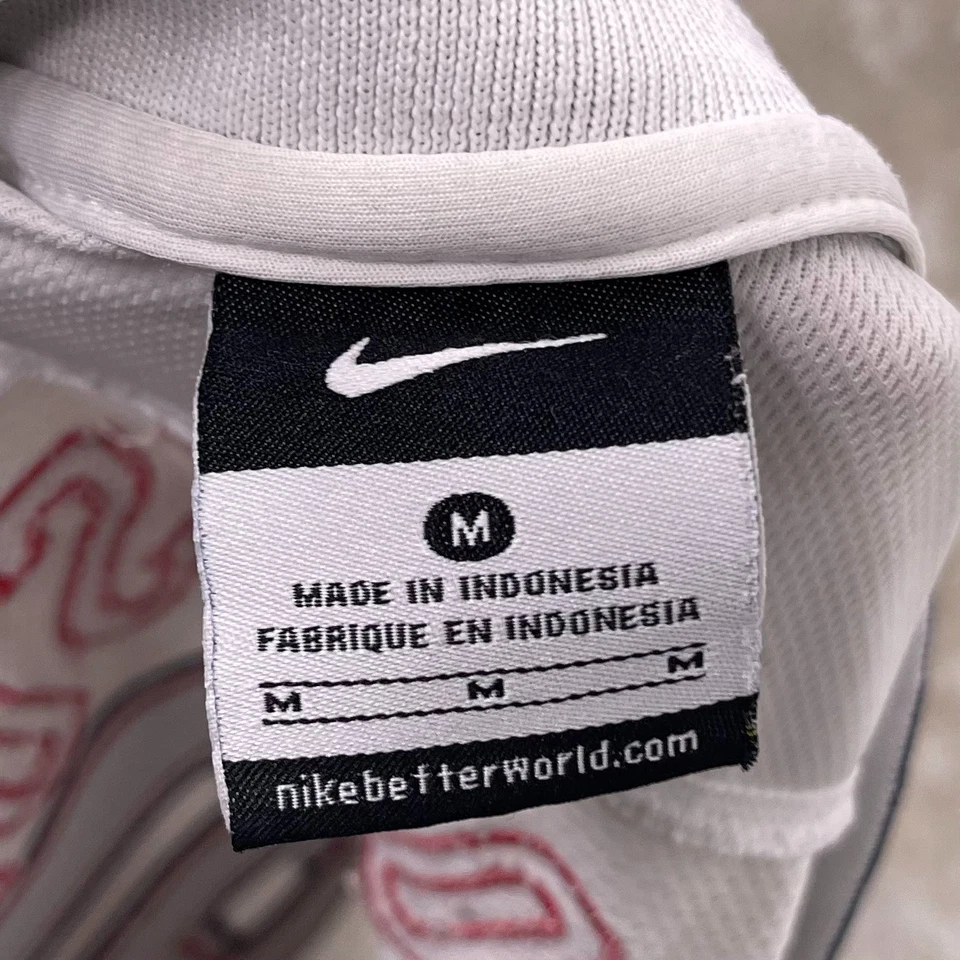 M
MADE IN INDONESIA
FABRIQUE EN INDONESIA
M M M
nikebetterworld.com